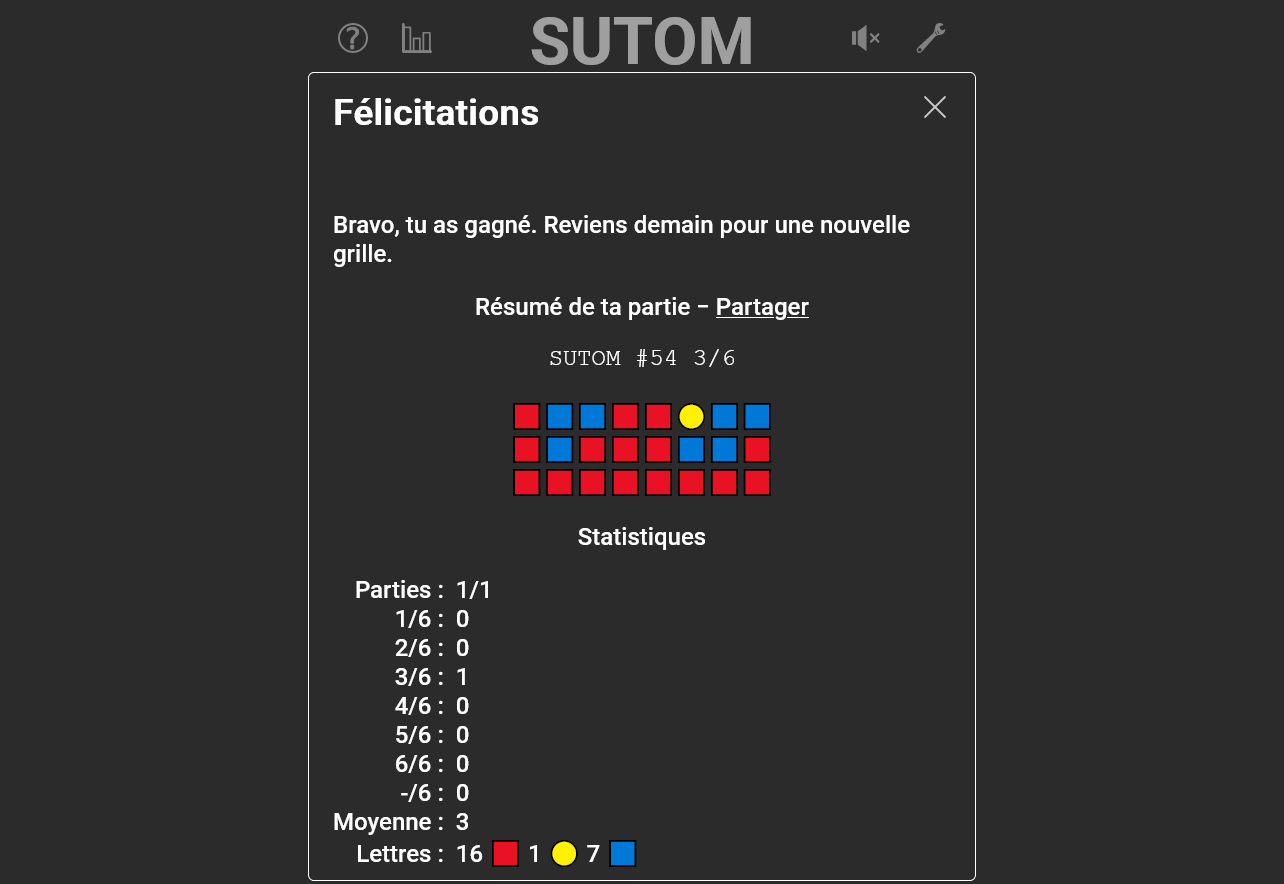 SUTOM
Félicitations
Bravo, tu as gagné. Reviens demain pour une nouvelle
grille.
Résumé de ta partie − Partager
SUTOM #54 3/6
Statistiques
Parties : 1/1
1/6 : 0
2/6 : 0
3/6 : 1
4/6 : 0
5/6 : 0
6/6 : 0
-/6 : 0
Moyenne : 3
Lettres : 16 1 7